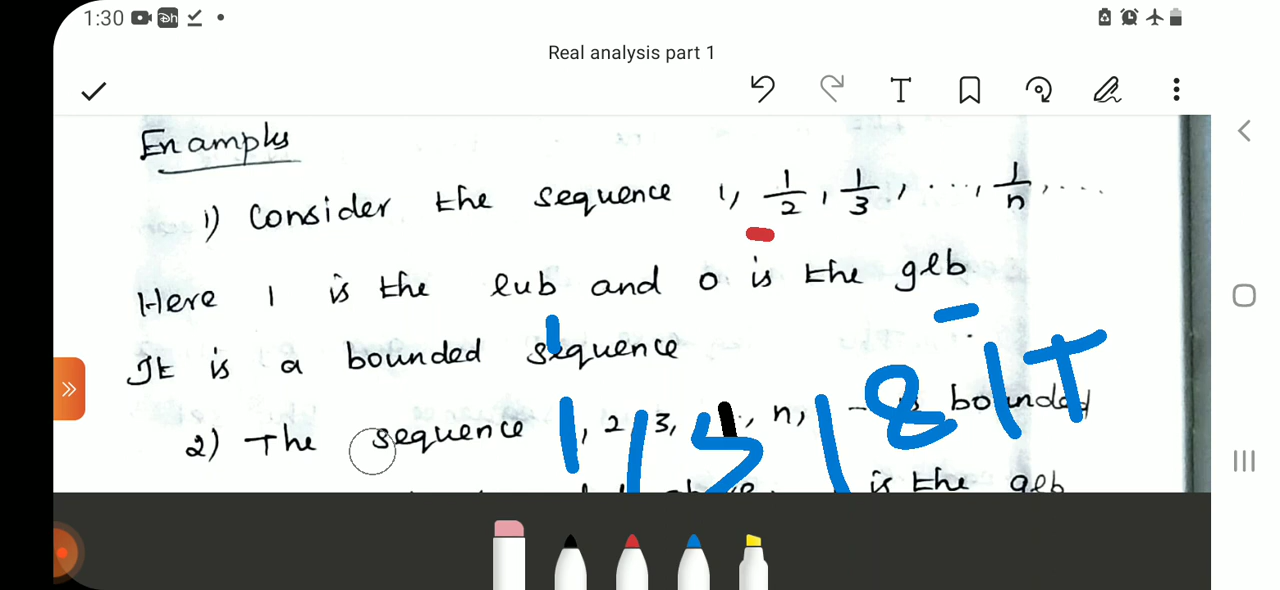 1:30
Real analysis part 1
T
Examples
1) Consider the sequence 1, 1/2, 1/3, ..., 1/n, ...
Here 1 is the lub and 0 is the glb
It is a bounded sequence
2) The sequence 1, 2, 3, ..., n, ... is bounded
is the glb